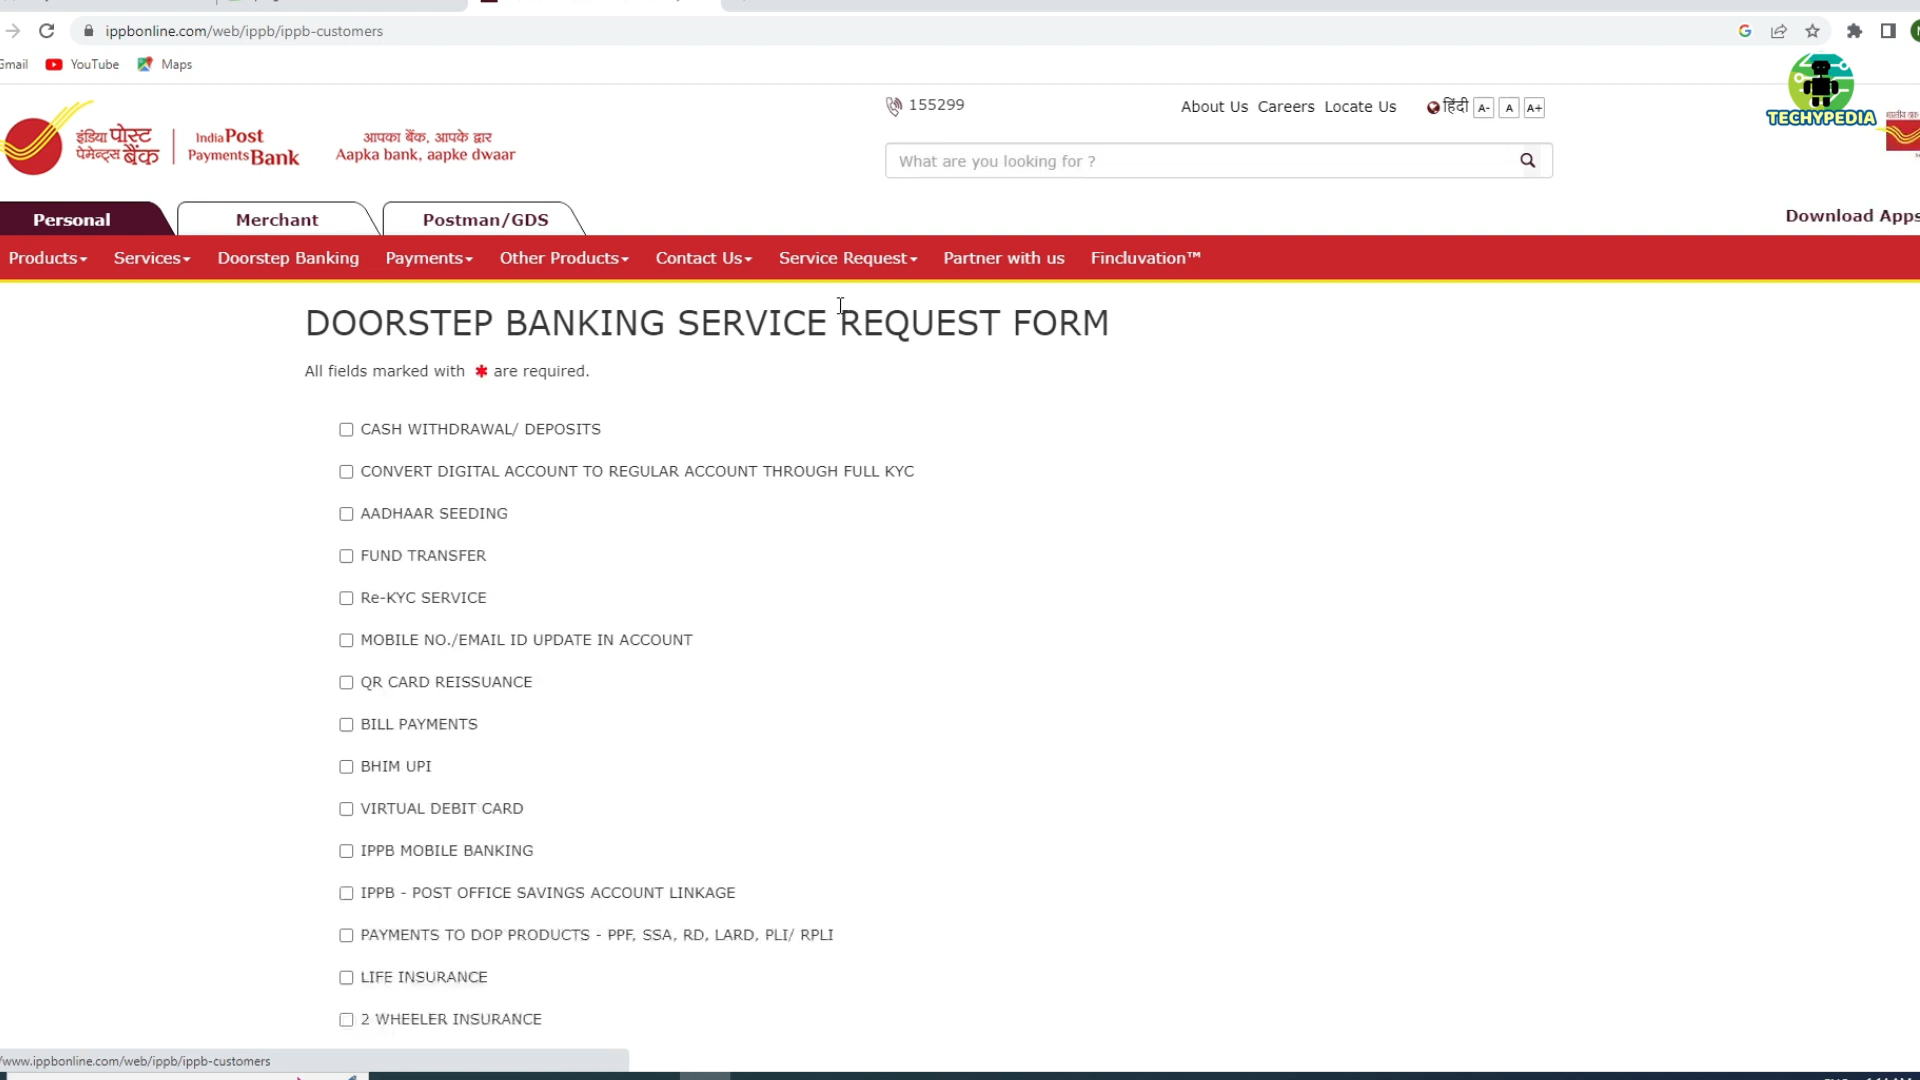 ippbonline.com/web/ippb/ippb-customers
Gmail YouTube Maps
TECHYPEDIA
155299
About Us Careers Locate Us हिंदी A- A A+
इंडिया पोस्ट पेमेन्ट्स बैंक
India Post
Payments Bank
आपका बैंक, आपके द्वार
Aapka bank, aapke dwaar
What are you looking for ?
Personal Merchant Postman/GDS Download Apps
Products Services Doorstep Banking Payments Other Products Contact Us Service Request Partner with us Fincluvation™
DOORSTEP BANKING SERVICE REQUEST FORM
All fields marked with * are required.
CASH WITHDRAWAL/ DEPOSITS
CONVERT DIGITAL ACCOUNT TO REGULAR ACCOUNT THROUGH FULL KYC
AADHAAR SEEDING
FUND TRANSFER
Re-KYC SERVICE
MOBILE NO./EMAIL ID UPDATE IN ACCOUNT
QR CARD REISSUANCE
BILL PAYMENTS
BHIM UPI
VIRTUAL DEBIT CARD
IPPB MOBILE BANKING
IPPB - POST OFFICE SAVINGS ACCOUNT LINKAGE
PAYMENTS TO DOP PRODUCTS - PPF, SSA, RD, LARD, PLI/ RPLI
LIFE INSURANCE
2 WHEELER INSURANCE
/www.ippbonline.com/web/ippb/ippb-customers